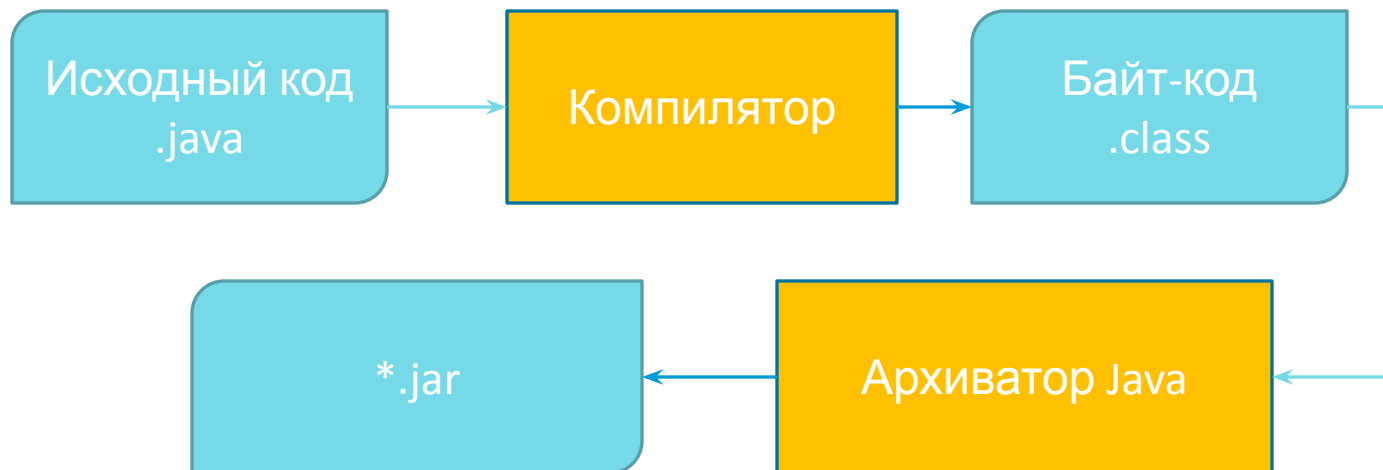 Исходный код
.java
Компилятор
Байт-код
.class
*.jar
Архиватор Java